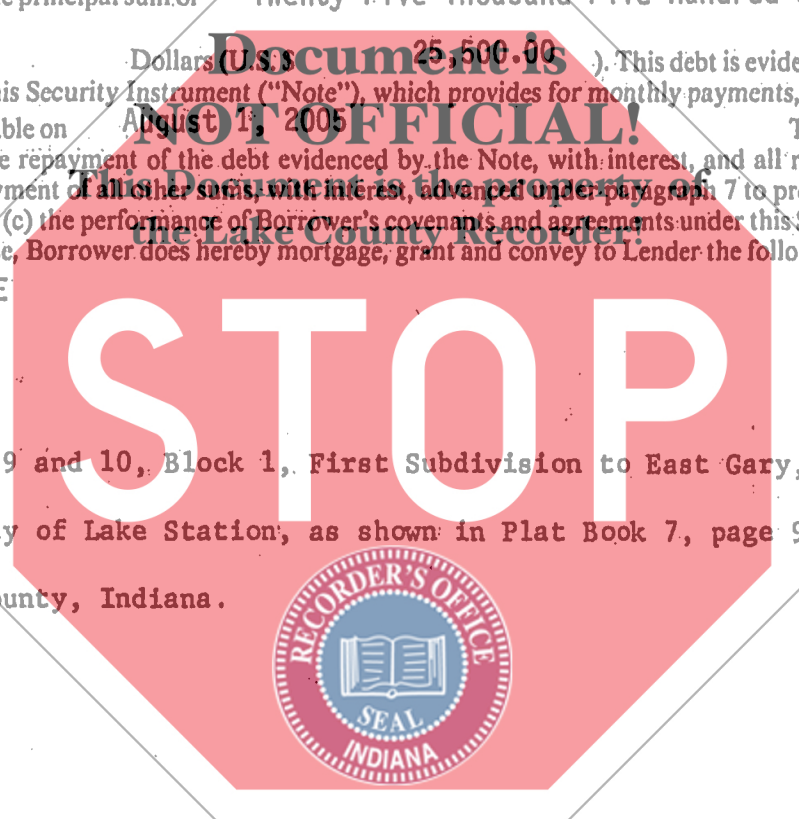 principal sum of Twenty Five Thousand Five Hundred
Dollars (U.S.$ 25,500.00 ). This debt is evide
Document is
is Security Instrument ("Note"), which provides for monthly payments,
NOT OFFICIAL!
ble on August 1, 2005
e repayment of the debt evidenced by the Note, with interest, and all r
This Document is the property of
yment of all other sums, with interest, advanced under paragraph 7 to pr
(c) the performance of Borrower's covenants and agreements under this
the Lake County Recorder!
e, Borrower does hereby mortgage, grant and convey to Lender the follo
STOP
9 and 10, Block 1, First Subdivision to East Gary,
y of Lake Station, as shown in Plat Book 7, page 9
ounty, Indiana.
RECORDER'S OFFICE
SEAL
INDIANA